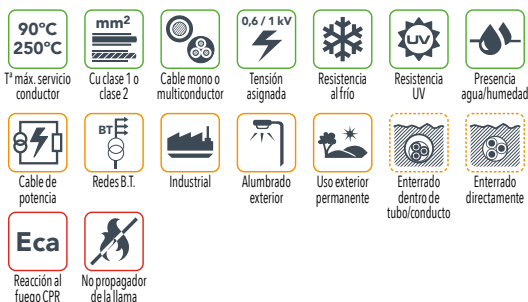 90°C
250°C
mm²
0,6 / 1 kV
UV
Tª máx. servicio
conductor
Cu clase 1 o
clase 2
Cable mono o
multiconductor
Tensión
asignada
Resistencia
al frío
Resistencia
UV
Presencia
agua/humedad
BT
Cable de
potencia
Redes B.T.
Industrial
Alumbrado
exterior
Uso exterior
permanente
Enterrado
dentro de
tubo/conducto
Enterrado
directamente
Eca
Reacción al
fuego CPR
No propagador
de la llama